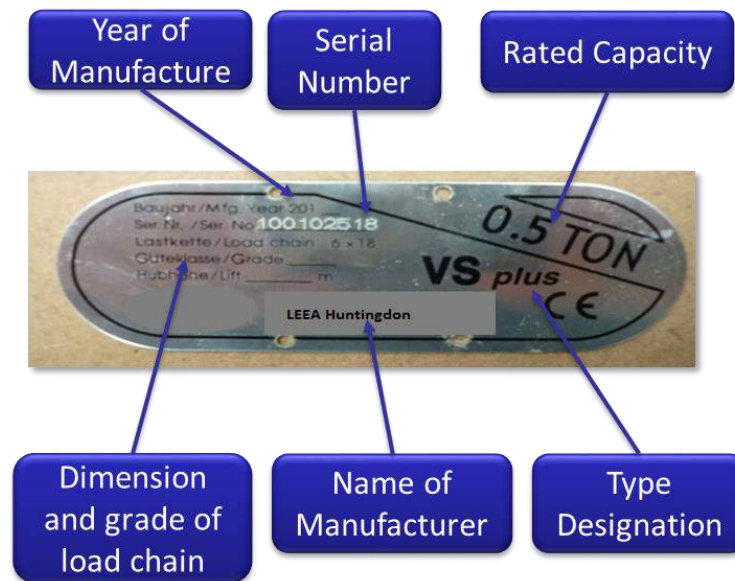 Year of
Manufacture
Serial
Number
Rated Capacity
Baujahr/Mfg. Year 201
Ser.Nr./Ser. No 100102518
Lastkette/Load chain 6 x 18
Güteklasse/Grade
Hubhöhe/Lift m
0.5 TON
VS plus
CE
LEEA Huntingdon
Dimension
and grade of
load chain
Name of
Manufacturer
Type
Designation